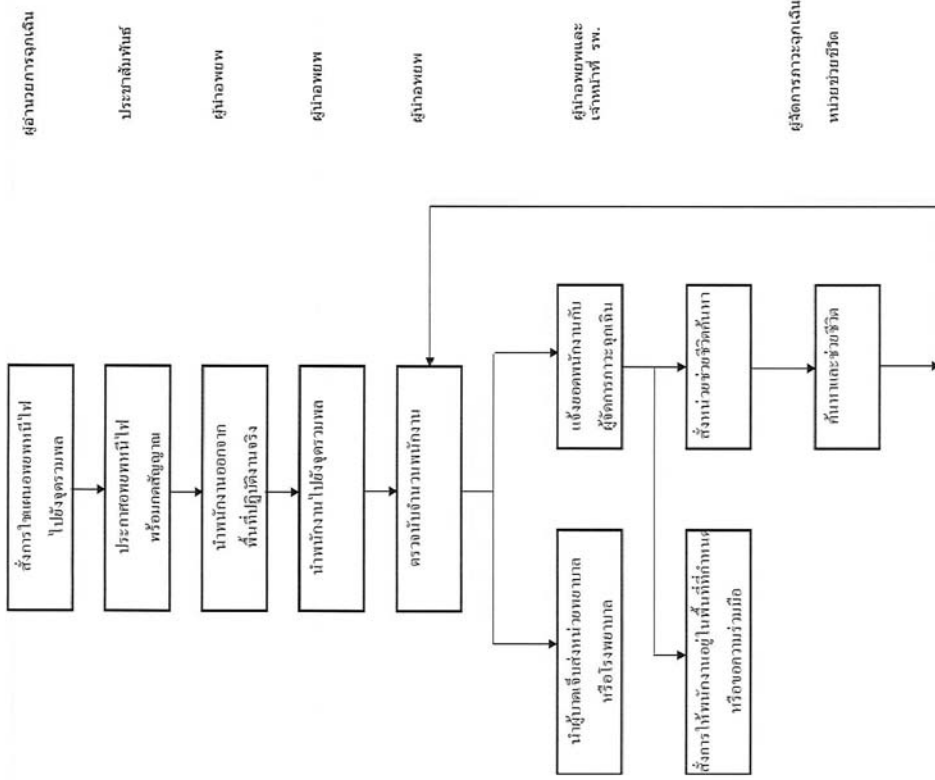 สั่งการใช้แผนอพยพหนีไฟ
ไปยังจุดรวมพล
ผู้อำนวยการฉุกเฉิน
ประกาศอพยพหนีไฟ
พร้อมกดสัญญาณ
ประชาสัมพันธ์
นำพนักงานออกจาก
พื้นที่ปฏิบัติงานจริง
ผู้นำอพยพ
นำพนักงานไปยังจุดรวมพล
ผู้นำอพยพ
ตรวจนับจำนวนพนักงาน
ผู้นำอพยพ
นำผู้บาดเจ็บส่งหน่วยพยาบาล
หรือโรงพยาบาล
แจ้งยอดพนักงานกับ
ผู้จัดการภาวะฉุกเฉิน
ผู้นำอพยพและ
เจ้าหน้าที่ รพ.
สั่งการให้พนักงานอยู่ในพื้นที่ที่กำหนด
หรือขอความร่วมมือ
สั่งหน่วยช่วยชีวิตค้นหา
ผู้จัดการภาวะฉุกเฉิน
ค้นหาและช่วยชีวิต
หน่วยช่วยชีวิต